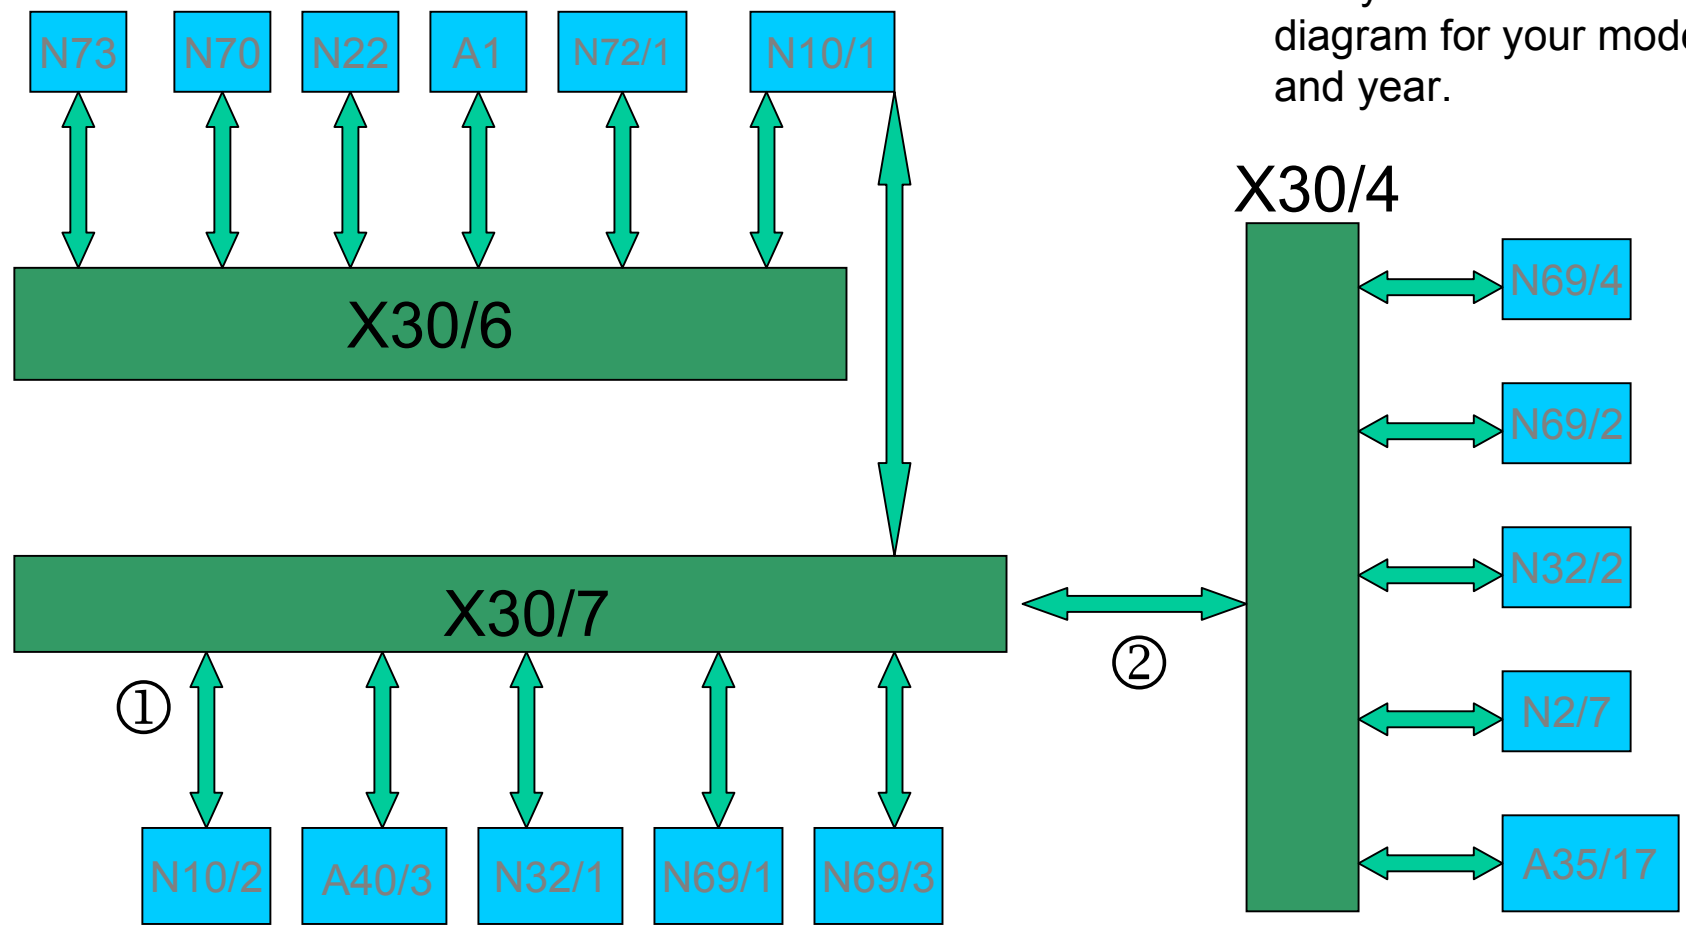 N73 N70 N22 A1 N72/1 N10/1
diagram for your
and year.
X30/4
X30/6
N69/4
N69/2
N32/2
X30/7
①
②
N2/7
N10/2 A40/3 N32/1 N69/1 N69/3
A35/17